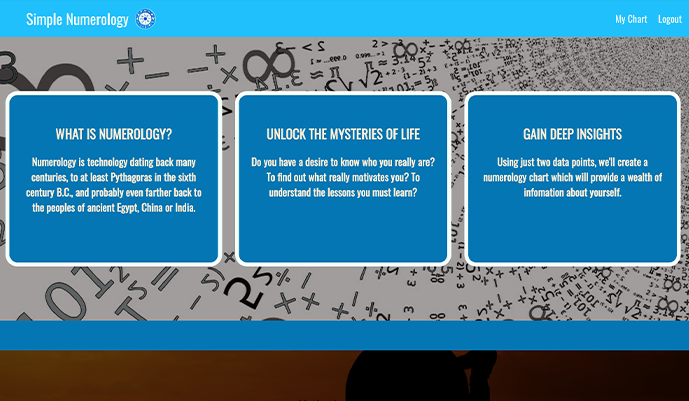 Simple Numerology
My Chart Logout
WHAT IS NUMEROLOGY?
Numerology is technology dating back many
centuries, to at least Pythagoras in the sixth
century B.C., and probably even farther back to
the peoples of ancient Egypt, China or India.
UNLOCK THE MYSTERIES OF LIFE
Do you have a desire to know who you really are?
To find out what really motivates you? To
understand the lessons you must learn?
GAIN DEEP INSIGHTS
Using just two data points, we'll create a
numerology chart which will provide a wealth of
infomation about yourself.